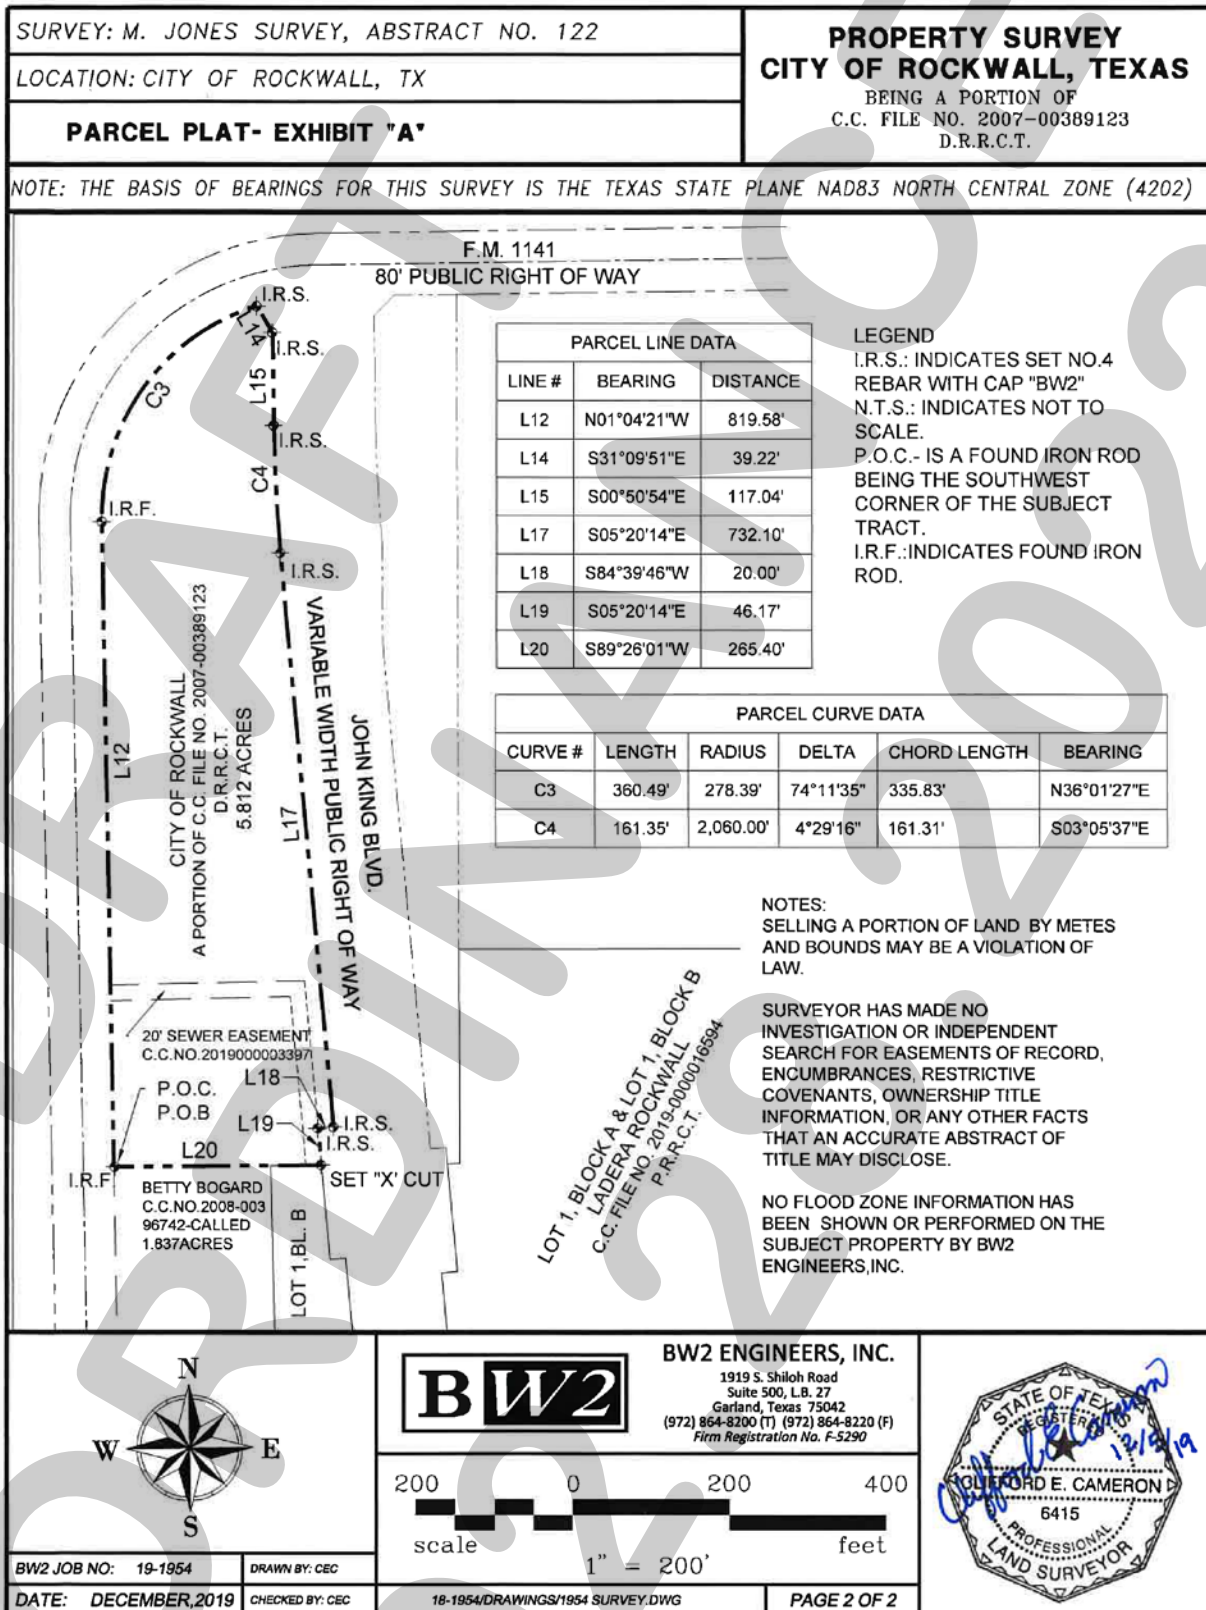 SURVEY: M. JONES SURVEY, ABSTRACT NO. 122
LOCATION: CITY OF ROCKWALL, TX
PARCEL PLAT- EXHIBIT "A"
PROPERTY SURVEY
CITY OF ROCKWALL, TEXAS
BEING A PORTION OF
C.C. FILE NO. 2007-00389123
D.R.R.C.T.
NOTE: THE BASIS OF BEARINGS FOR THIS SURVEY IS THE TEXAS STATE PLANE NAD83 NORTH CENTRAL ZONE (4202)
F.M. 1141
80' PUBLIC RIGHT OF WAY
I.R.S.
L14
I.R.S.
L15
C3
I.R.S.
C4
I.R.F.
I.R.S.
L12
CITY OF ROCKWALL
A PORTION OF C.C. FILE NO. 2007-00389123
D.R.R.C.T.
5.812 ACRES
L17
VARIABLE WIDTH PUBLIC RIGHT OF WAY
JOHN KING BLVD.
20' SEWER EASEMENT
C.C.NO.2019000003397
L18
P.O.C.
P.O.B
L19
I.R.S.
I.R.S.
L20
I.R.F
SET "X' CUT
BETTY BOGARD
C.C.NO.2008-003
96742-CALLED
1.837ACRES
LOT 1,BL. B
LOT 1, BLOCK A & LOT 1, BLOCK B
LADERA ROCKWALL
C.C. FILE NO. 2019-0000016594
P.R.R.C.T.
PARCEL LINE DATA
LINE # BEARING DISTANCE
L12 N01°04'21"W 819.58'
L14 S31°09'51"E 39.22'
L15 S00°50'54"E 117.04'
L17 S05°20'14"E 732.10'
L18 S84°39'46"W 20.00'
L19 S05°20'14"E 46.17'
L20 S89°26'01"W 265.40'
LEGEND
I.R.S.: INDICATES SET NO.4
REBAR WITH CAP "BW2"
N.T.S.: INDICATES NOT TO
SCALE.
P.O.C.- IS A FOUND IRON ROD
BEING THE SOUTHWEST
CORNER OF THE SUBJECT
TRACT.
I.R.F.:INDICATES FOUND IRON
ROD.
PARCEL CURVE DATA
CURVE # LENGTH RADIUS DELTA CHORD LENGTH BEARING
C3 360.49' 278.39' 74°11'35" 335.83' N36°01'27"E
C4 161.35' 2,060.00' 4°29'16" 161.31' S03°05'37"E
NOTES:
SELLING A PORTION OF LAND BY METES
AND BOUNDS MAY BE A VIOLATION OF
LAW.
SURVEYOR HAS MADE NO
INVESTIGATION OR INDEPENDENT
SEARCH FOR EASEMENTS OF RECORD,
ENCUMBRANCES, RESTRICTIVE
COVENANTS, OWNERSHIP TITLE
INFORMATION, OR ANY OTHER FACTS
THAT AN ACCURATE ABSTRACT OF
TITLE MAY DISCLOSE.
NO FLOOD ZONE INFORMATION HAS
BEEN SHOWN OR PERFORMED ON THE
SUBJECT PROPERTY BY BW2
ENGINEERS,INC.
N
W E
S
BW2
BW2 ENGINEERS, INC.
1919 S. Shiloh Road
Suite 500, L.B. 27
Garland, Texas 75042
(972) 864-8200 (T) (972) 864-8220 (F)
Firm Registration No. F-5290
200 0 200 400
scale feet
1" = 200'
STATE OF TEXAS
REGISTERED
CLIFFORD E. CAMERON
6415
PROFESSIONAL
LAND SURVEYOR
Clifford E Cameron
12/5/19
BW2 JOB NO: 19-1954
DRAWN BY: CEC
DATE: DECEMBER,2019
CHECKED BY: CEC
18-1954/DRAWINGS/1954 SURVEY.DWG
PAGE 2 OF 2
DRAFT
ORDINANCE